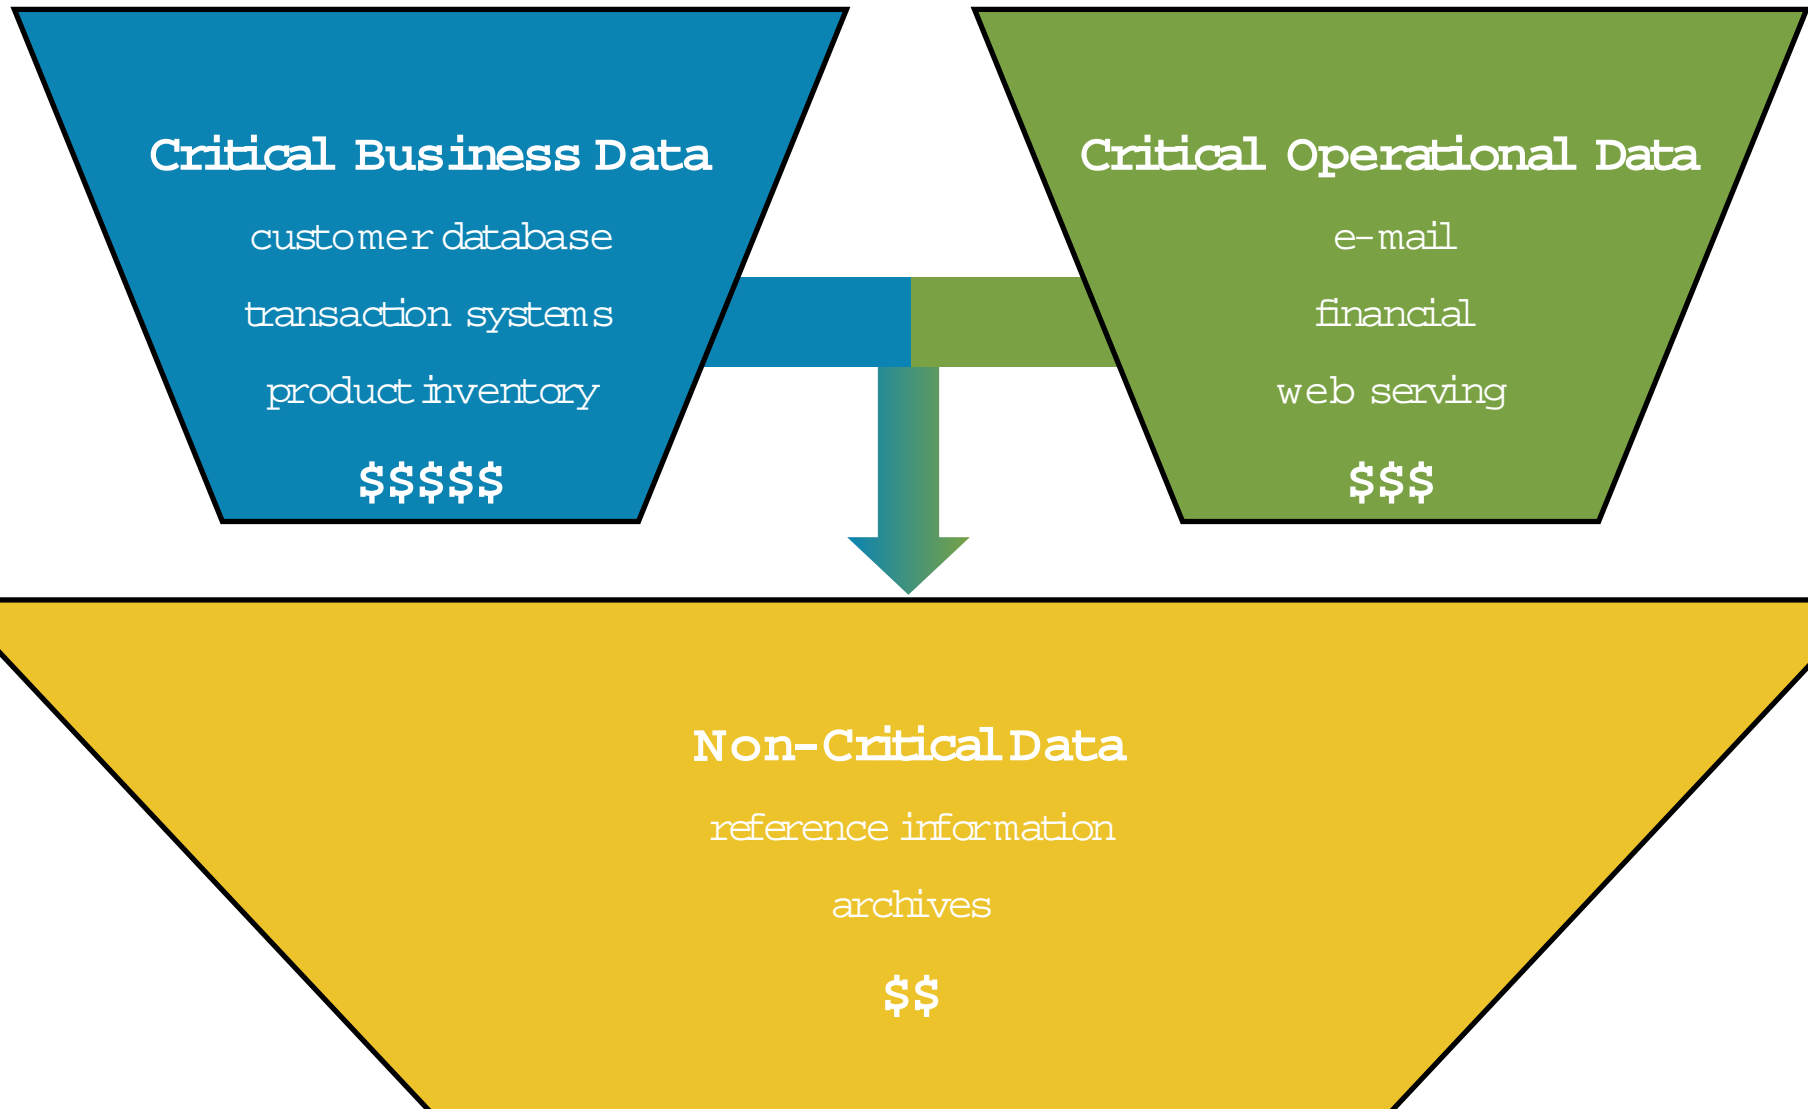 Critical Business Data
customer database
transaction systems
product inventory
$$$$$
Critical Operational Data
e-mail
financial
web serving
$$$
Non-Critical Data
reference information
archives
$$